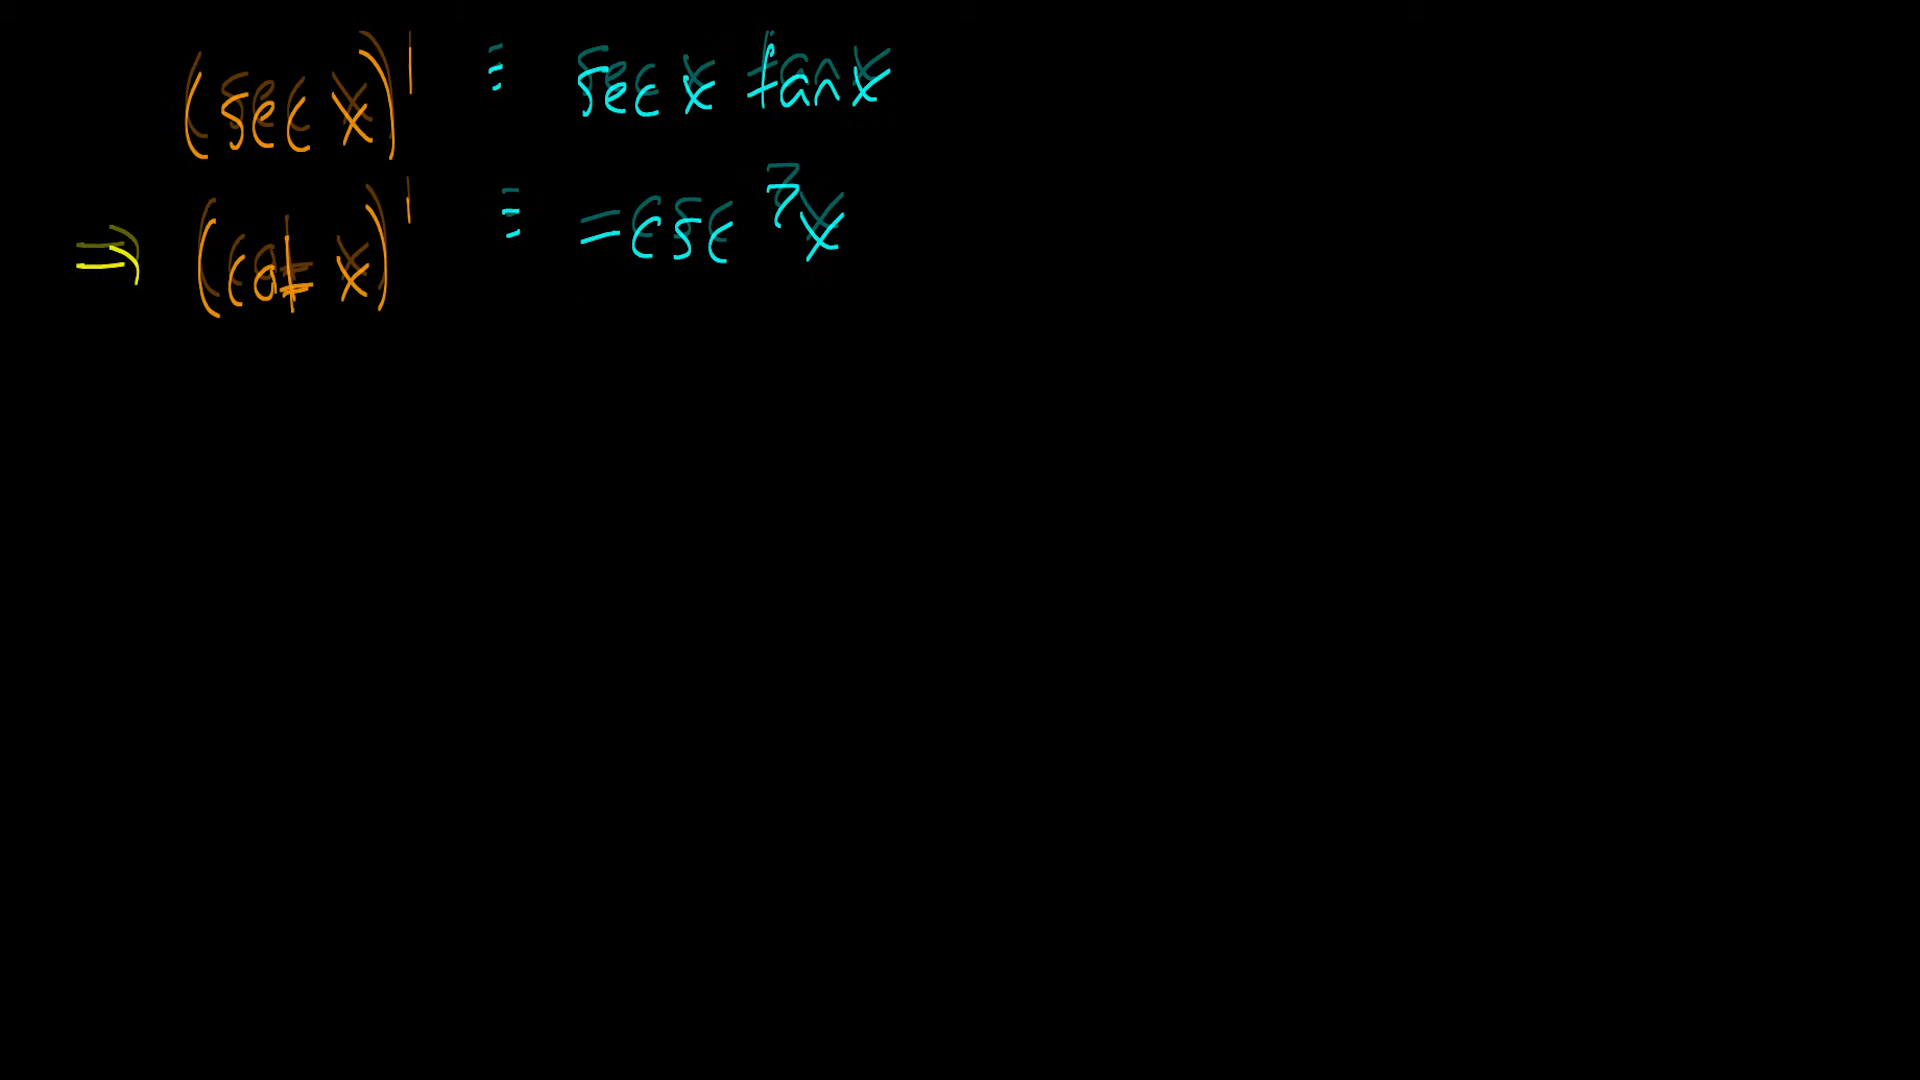 (sec x)' = sec x tan x
⇒ (cot x)' = -csc²x